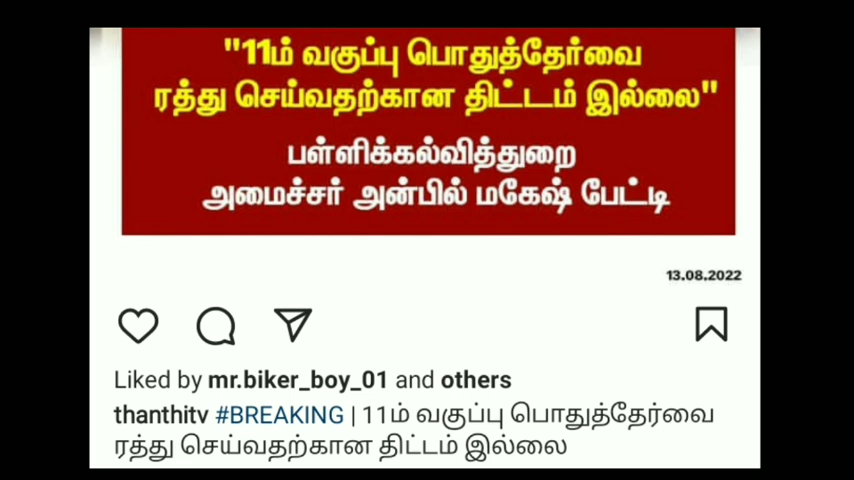 "11ம் வகுப்பு பொதுத்தேர்வை
ரத்து செய்வதற்கான திட்டம் இல்லை"
பள்ளிக்கல்வித்துறை
அமைச்சர் அன்பில் மகேஷ் பேட்டி
13.08.2022
Liked by mr.biker_boy_01 and others
thanthitv #BREAKING | 11ம் வகுப்பு பொதுத்தேர்வை
ரத்து செய்வதற்கான திட்டம் இல்லை